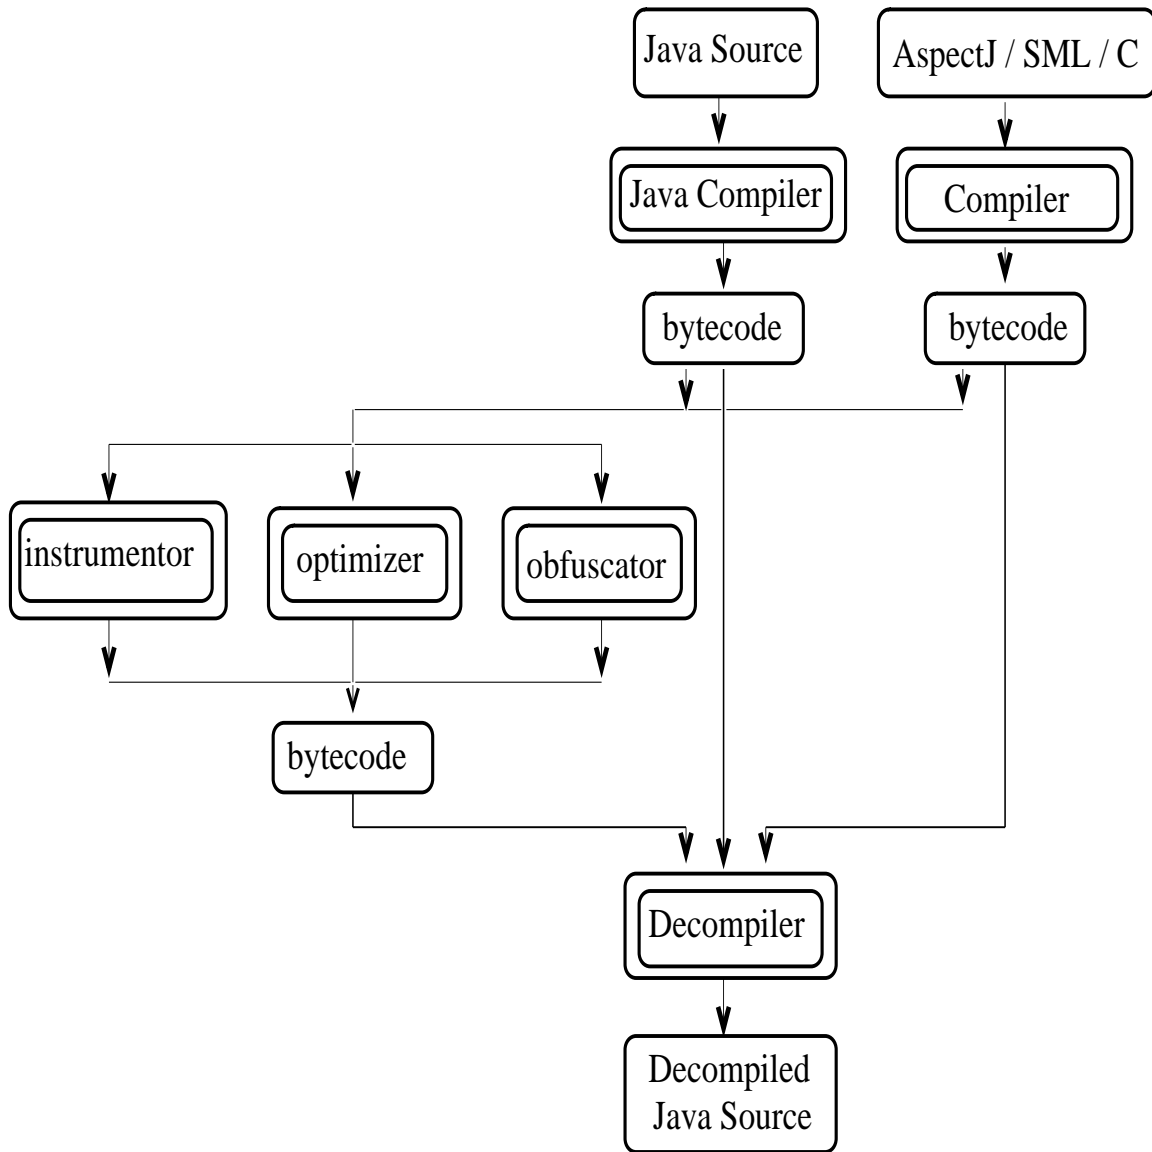 Java Source
AspectJ / SML / C
Java Compiler
Compiler
bytecode
bytecode
instrumentor
optimizer
obfuscator
bytecode
Decompiler
Decompiled
Java Source